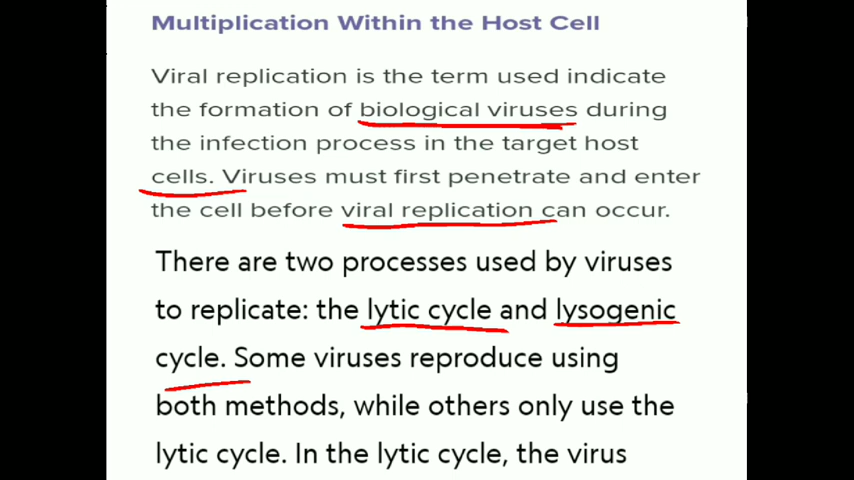 Multiplication Within the Host Cell
Viral replication is the term used indicate
the formation of biological viruses during
the infection process in the target host
cells. Viruses must first penetrate and enter
the cell before viral replication can occur.
There are two processes used by viruses
to replicate: the lytic cycle and lysogenic
cycle. Some viruses reproduce using
both methods, while others only use the
lytic cycle. In the lytic cycle, the virus